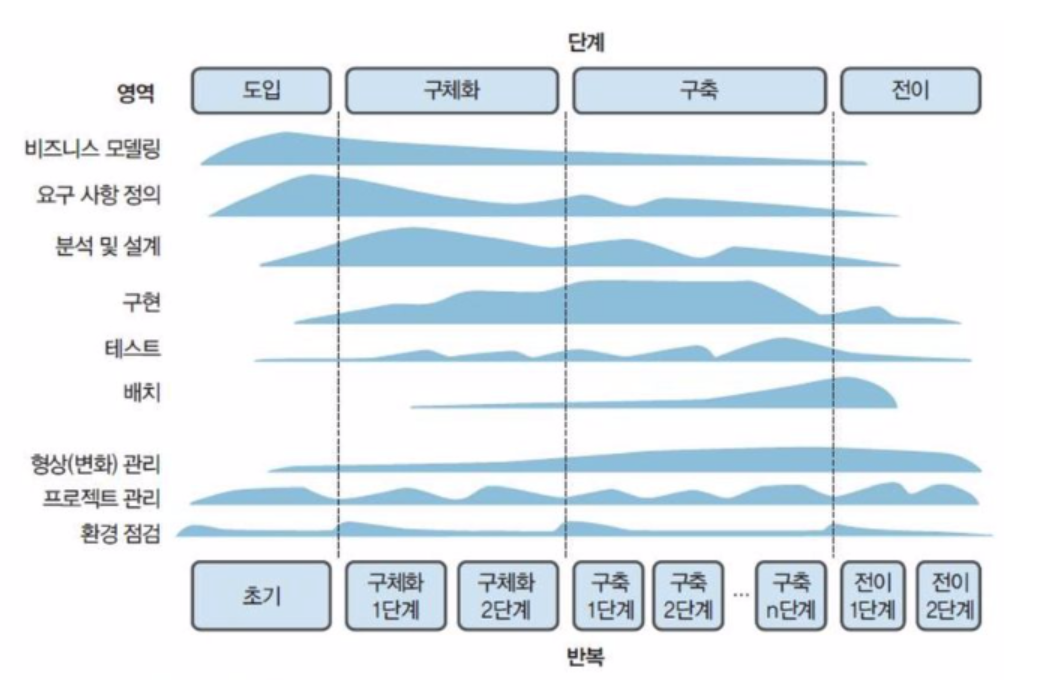 단계
영역
도입
구체화
구축
전이
비즈니스 모델링
요구 사항 정의
분석 및 설계
구현
테스트
배치
형상(변화) 관리
프로젝트 관리
환경 점검
초기
구체화
1단계
구체화
2단계
구축
1단계
구축
2단계
...
구축
n단계
전이
1단계
전이
2단계
반복